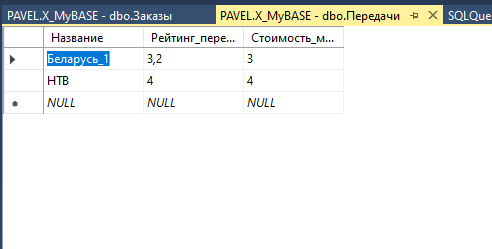 PAVEL.X_MyBASE - dbo.Заказы PAVEL.X_MyBASE - dbo.Передачи SQLQue
Название Рейтинг_пере... Стоимость_м...
Беларусь_1 3,2 3
НТВ 4 4
NULL NULL NULL